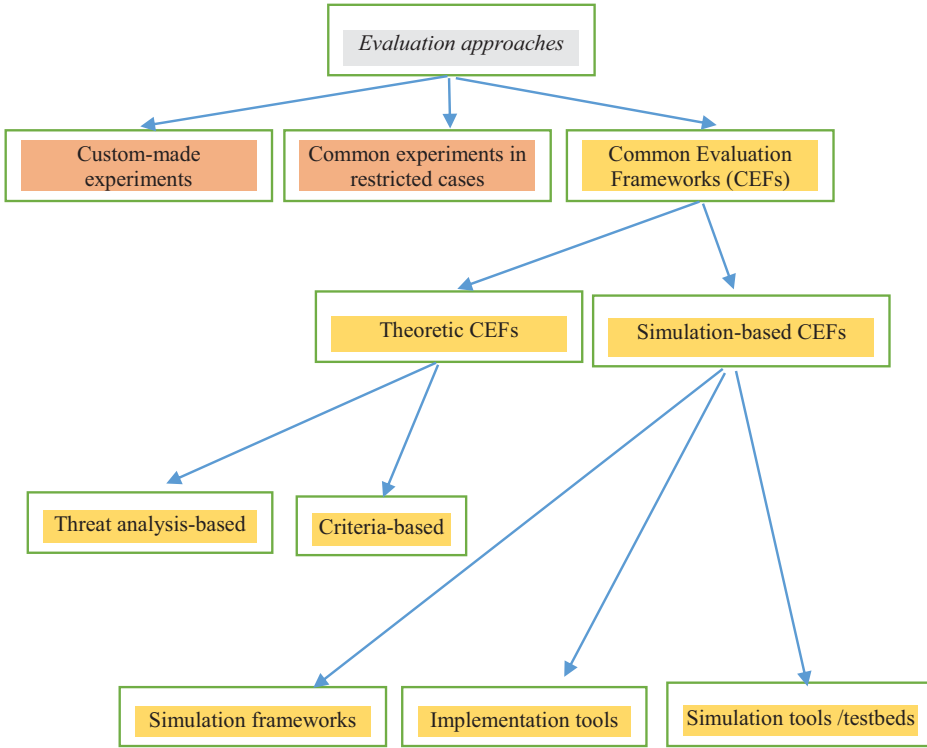 Evaluation approaches
Custom-made
experiments
Common experiments in
restricted cases
Common Evaluation
Frameworks (CEFs)
Theoretic CEFs
Simulation-based CEFs
Threat analysis-based
Criteria-based
Simulation frameworks
Implementation tools
Simulation tools /testbeds